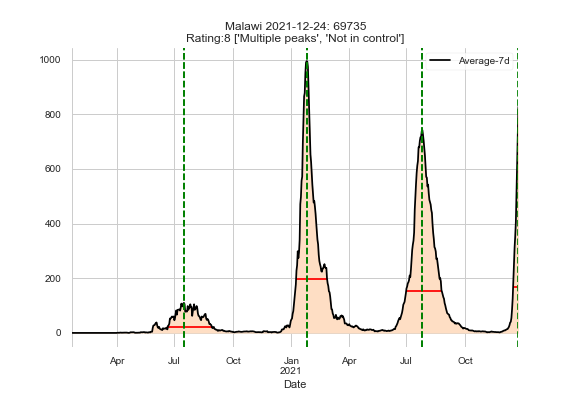 Malawi 2021-12-24: 69735
Rating:8 ['Multiple peaks', 'Not in control']
Average-7d
1000
800
600
400
200
0
Apr
Jul
Oct
Jan
2021
Apr
Jul
Oct
Date